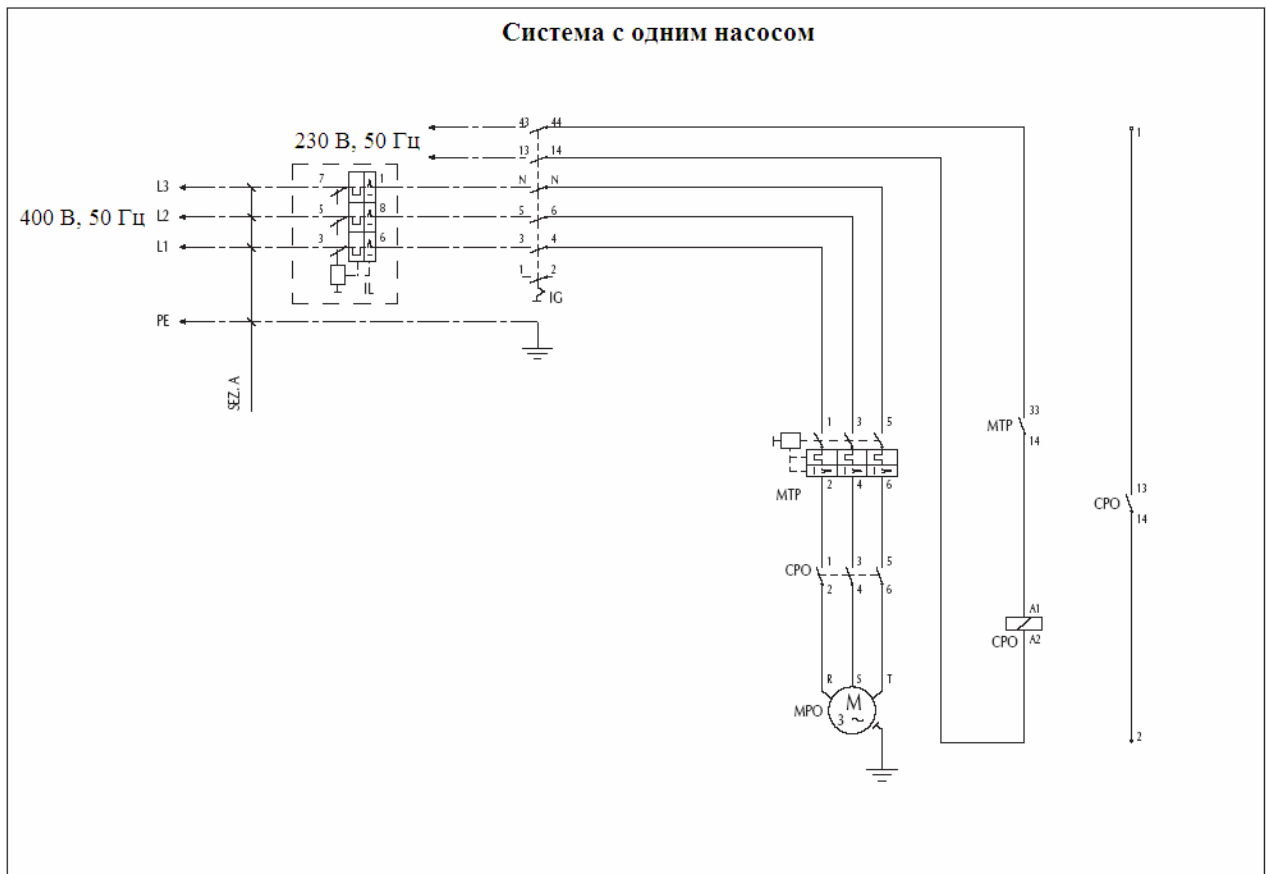 Система с одним насосом
43 44
230 В, 50 Гц
13 14
L3 7 1 N N
400 В, 50 Гц L2 5 8 5 6
L1 3 6 3 4
1 2
IL IG
PE
SEZ. A
1
1 3 5
MTP 33
14
2 4 6
MTP
13
CPO
14
1 3 5
CPO
2 4 6
A1
CPO A2
R S T
MPO M
3 ~
2